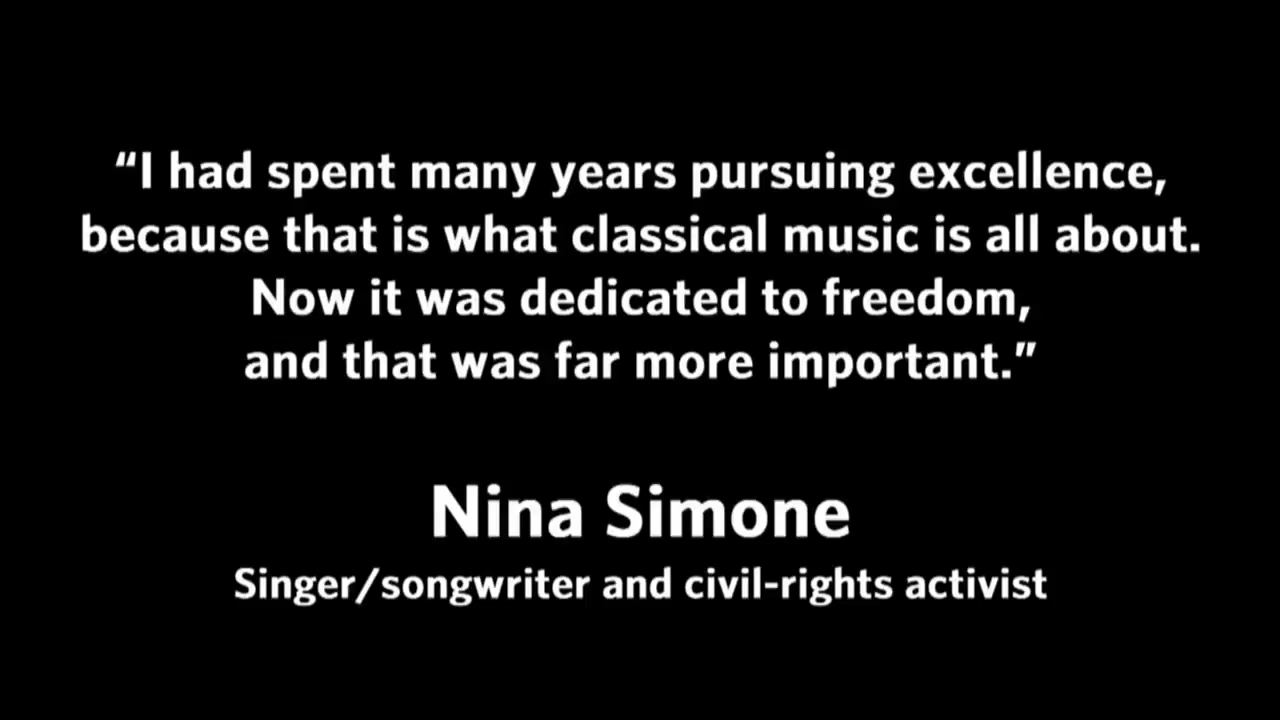 “I had spent many years pursuing excellence,
because that is what classical music is all about.
Now it was dedicated to freedom,
and that was far more important.”
Nina Simone
Singer/songwriter and civil-rights activist